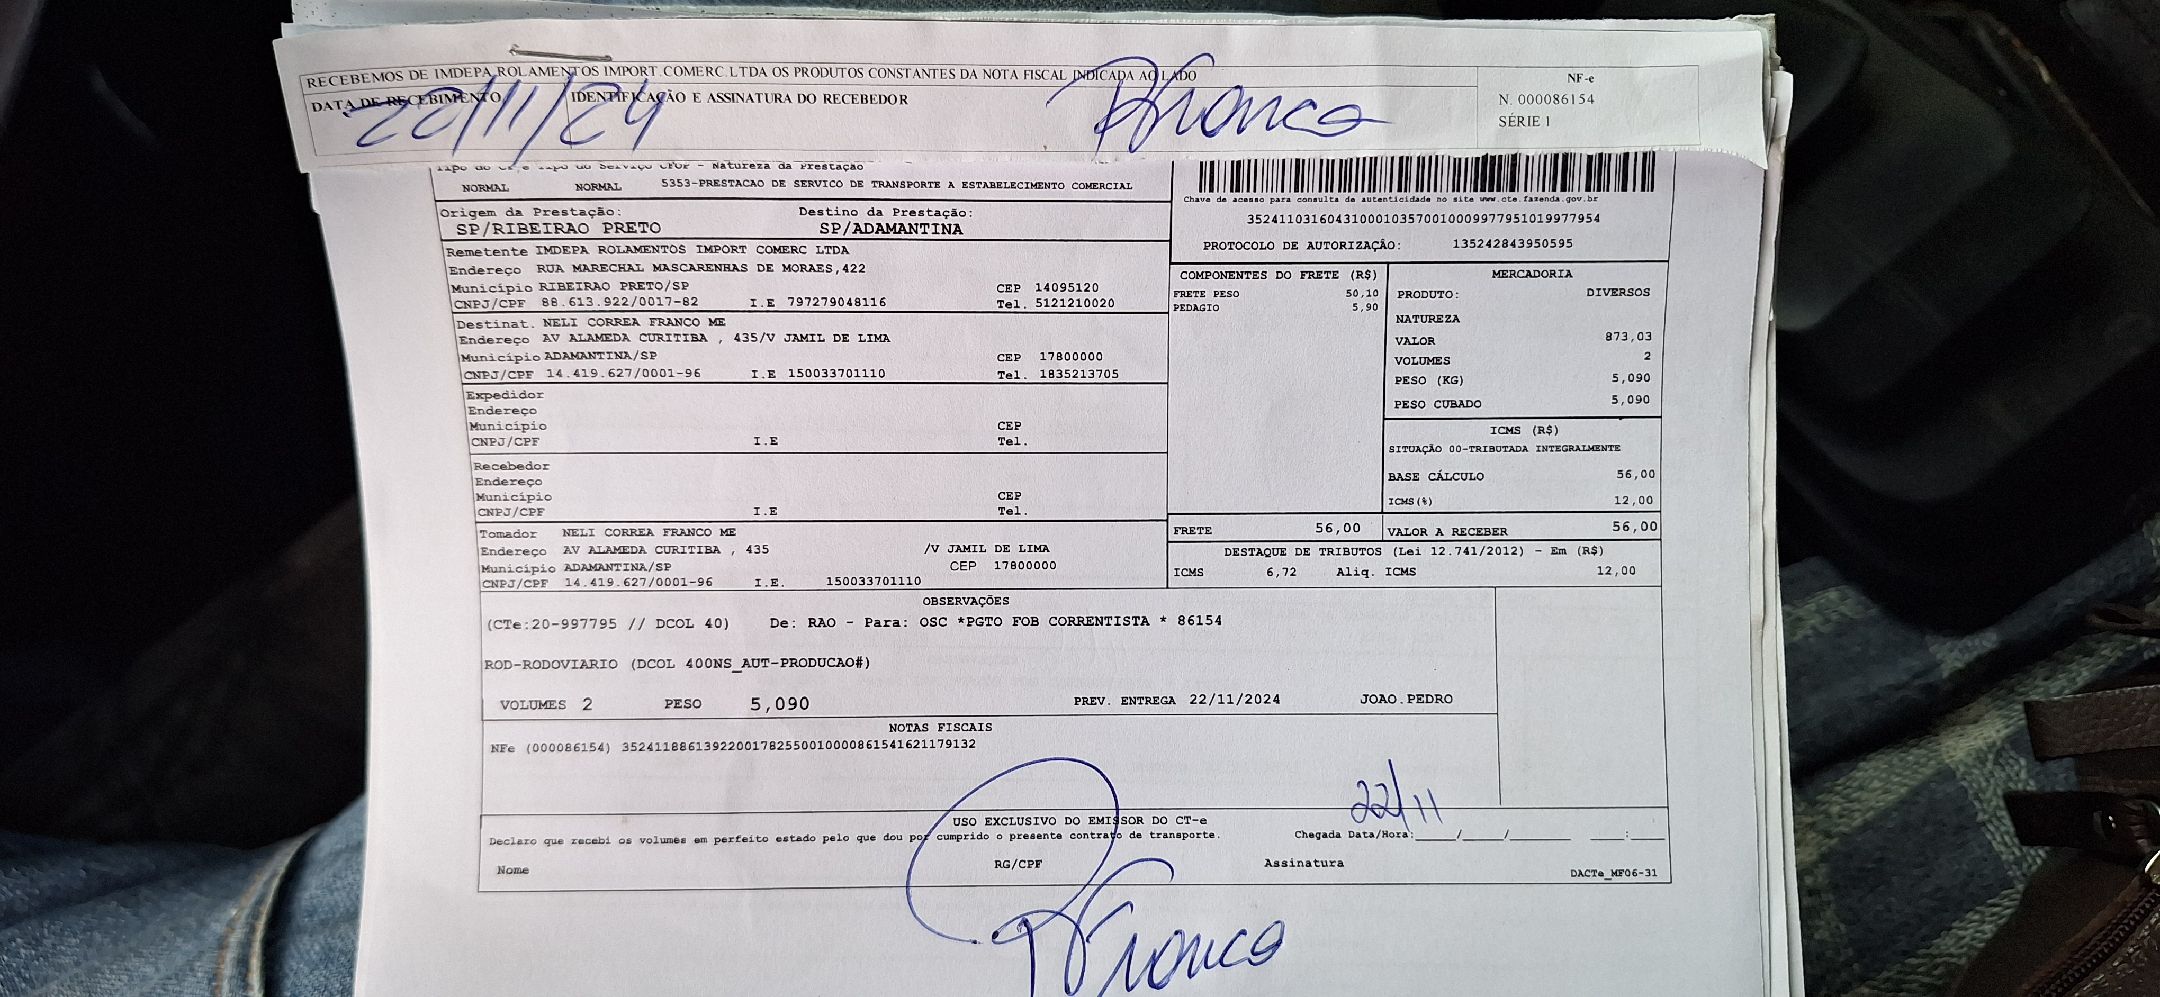 RECEBEMOS DE IMDEPA ROLAMENTOS IMPORT.COMERC.LTDA OS PRODUTOS CONSTANTES DA NOTA FISCAL INDICADA AO LADO
DATA DE RECEBIMENTO IDENTIFICAÇÃO E ASSINATURA DO RECEBEDOR
22/11/24
Franco
NF-e
N. 000086154
SÉRIE 1
Natureza da Prestação
NORMAL NORMAL 5353-PRESTACAO DE SERVICO DE TRANSPORTE A ESTABELECIMENTO COMERCIAL
Origem da Prestação: Destino da Prestação:
SP/RIBEIRAO PRETO SP/ADAMANTINA
Chave de acesso para consulta de autenticidade no site www.cte.fazenda.gov.br
35241103160431000103570010009977951019977954
PROTOCOLO DE AUTORIZAÇÃO: 135242843950595
Remetente IMDEPA ROLAMENTOS IMPORT COMERC LTDA
Endereço RUA MARECHAL MASCARENHAS DE MORAES,422
Município RIBEIRAO PRETO/SP CEP 14095120
CNPJ/CPF 88.613.922/0017-82 I.E 797279048116 Tel. 5121210020
Destinat. NELI CORREA FRANCO ME
Endereço AV ALAMEDA CURITIBA , 435/V JAMIL DE LIMA
Município ADAMANTINA/SP CEP 17800000
CNPJ/CPF 14.419.627/0001-96 I.E 150033701110 Tel. 1835213705
Expedidor
Endereço
Município CEP
CNPJ/CPF I.E Tel.
Recebedor
Endereço
Município CEP
CNPJ/CPF I.E Tel.
Tomador NELI CORREA FRANCO ME
Endereço AV ALAMEDA CURITIBA , 435 /V JAMIL DE LIMA
Município ADAMANTINA/SP CEP 17800000
CNPJ/CPF 14.419.627/0001-96 I.E. 150033701110
COMPONENTES DO FRETE (R$)
FRETE PESO 50,10
PEDAGIO 5,90
MERCADORIA
PRODUTO: DIVERSOS
NATUREZA
VALOR 873,03
VOLUMES 2
PESO (KG) 5,090
PESO CUBADO 5,090
ICMS (R$)
SITUAÇÃO 00-TRIBUTADA INTEGRALMENTE
BASE CÁLCULO 56,00
ICMS(%) 12,00
FRETE 56,00 VALOR A RECEBER 56,00
DESTAQUE DE TRIBUTOS (Lei 12.741/2012) - Em (R$)
ICMS 6,72 Aliq. ICMS 12,00
OBSERVAÇÕES
(CTe:20-997795 // DCOL 40) De: RAO - Para: OSC *PGTO FOB CORRENTISTA * 86154
ROD-RODOVIARIO (DCOL 400NS_AUT-PRODUCAO#)
VOLUMES 2 PESO 5,090 PREV. ENTREGA 22/11/2024 JOAO.PEDRO
NOTAS FISCAIS
NFe (000086154) 35241188613922001782550010000861541621179132
22/11
USO EXCLUSIVO DO EMISSOR DO CT-e
Declaro que recebi os volumes em perfeito estado pelo que dou por cumprido o presente contrato de transporte. Chegada Data/Hora:_____/_____/_______ ____:____
Nome RG/CPF Assinatura
DACTe_MF06-31
Franco